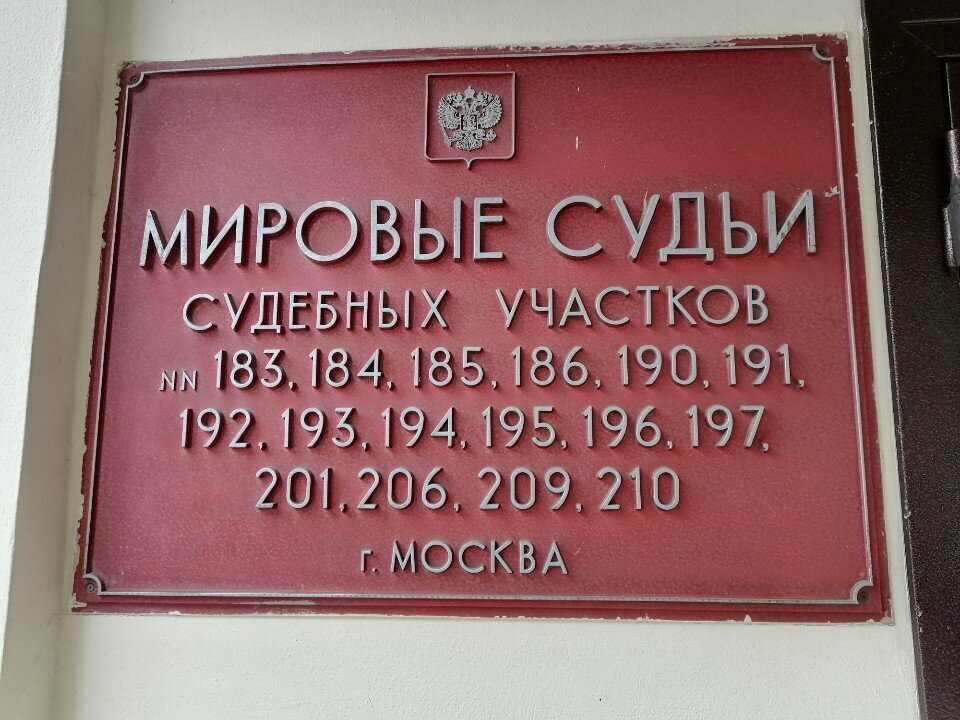 МИРОВЫЕ СУДЬИ
СУДЕБНЫХ УЧАСТКОВ
NN 183, 184, 185, 186, 190, 191,
192, 193, 194, 195, 196, 197,
201, 206, 209, 210
г. МОСКВА